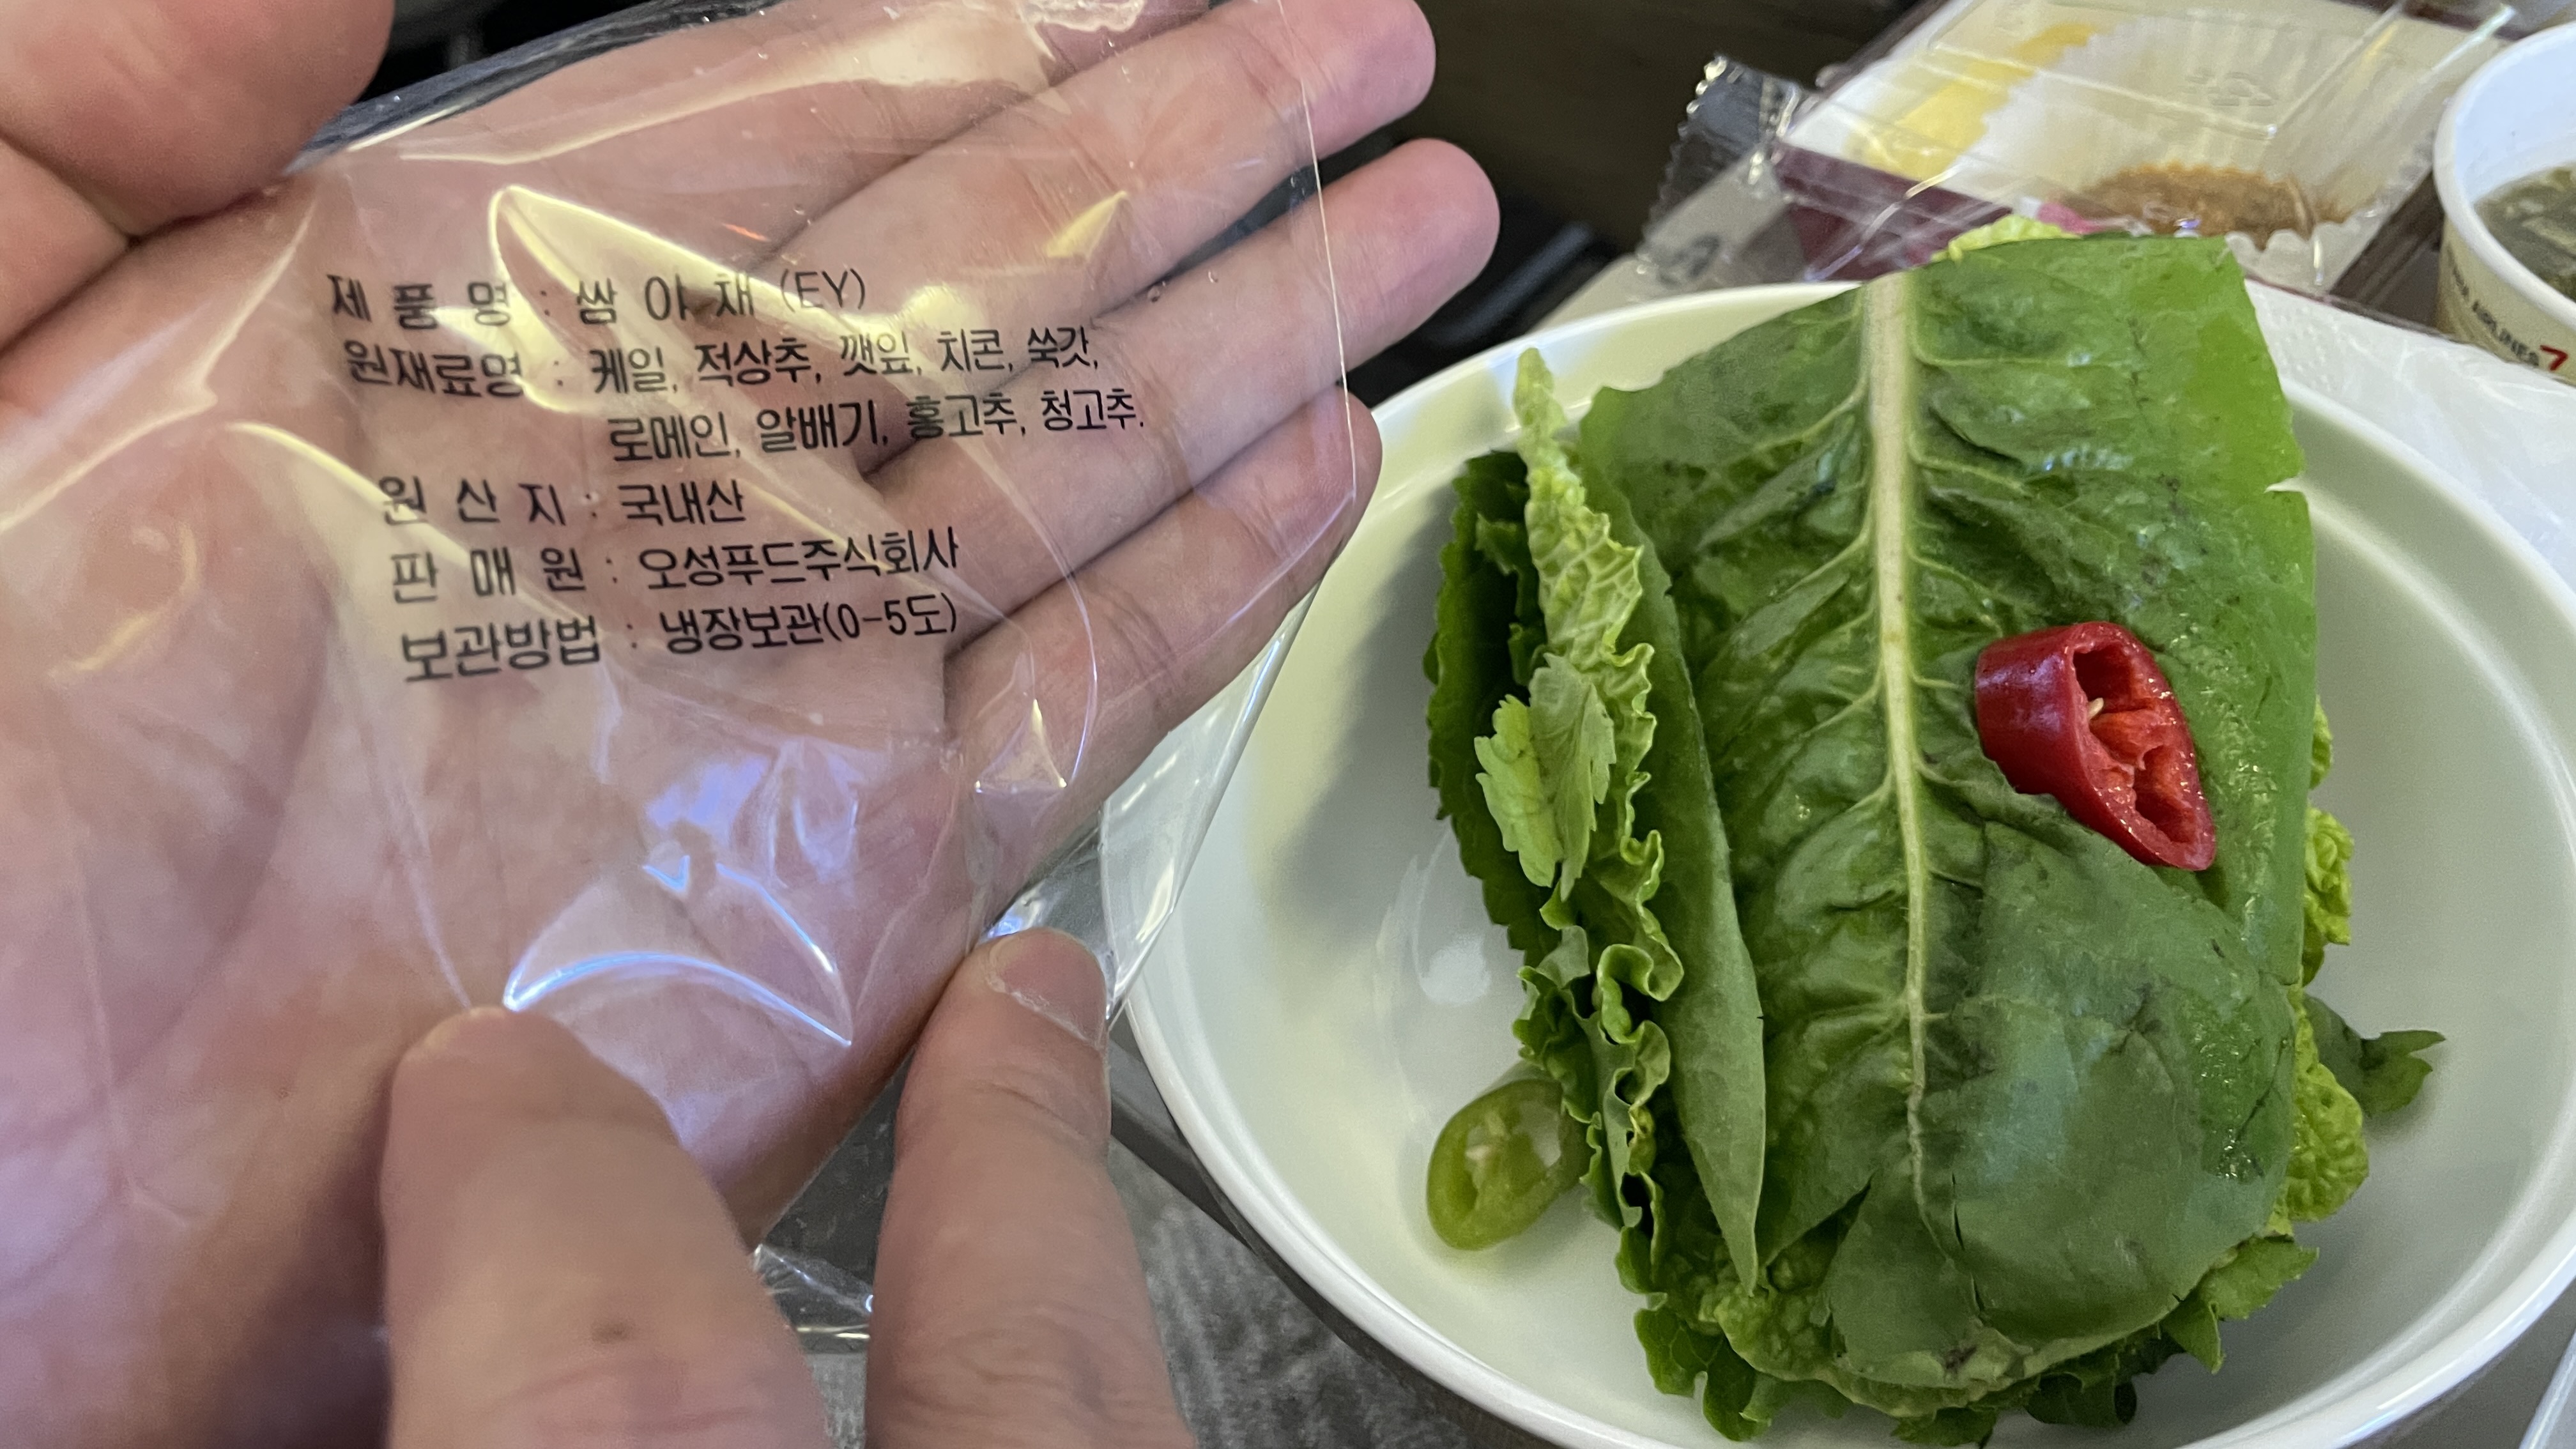 제 품 명 : 쌈 야 채 (EY)
원재료명 : 케일, 적상추, 깻잎, 치콘, 쑥갓,
로메인, 알배기, 홍고추, 청고추.
원 산 지 : 국내산
판 매 원 : 오성푸드주식회사
보관방법 : 냉장보관(0-5도)
AIRLINES